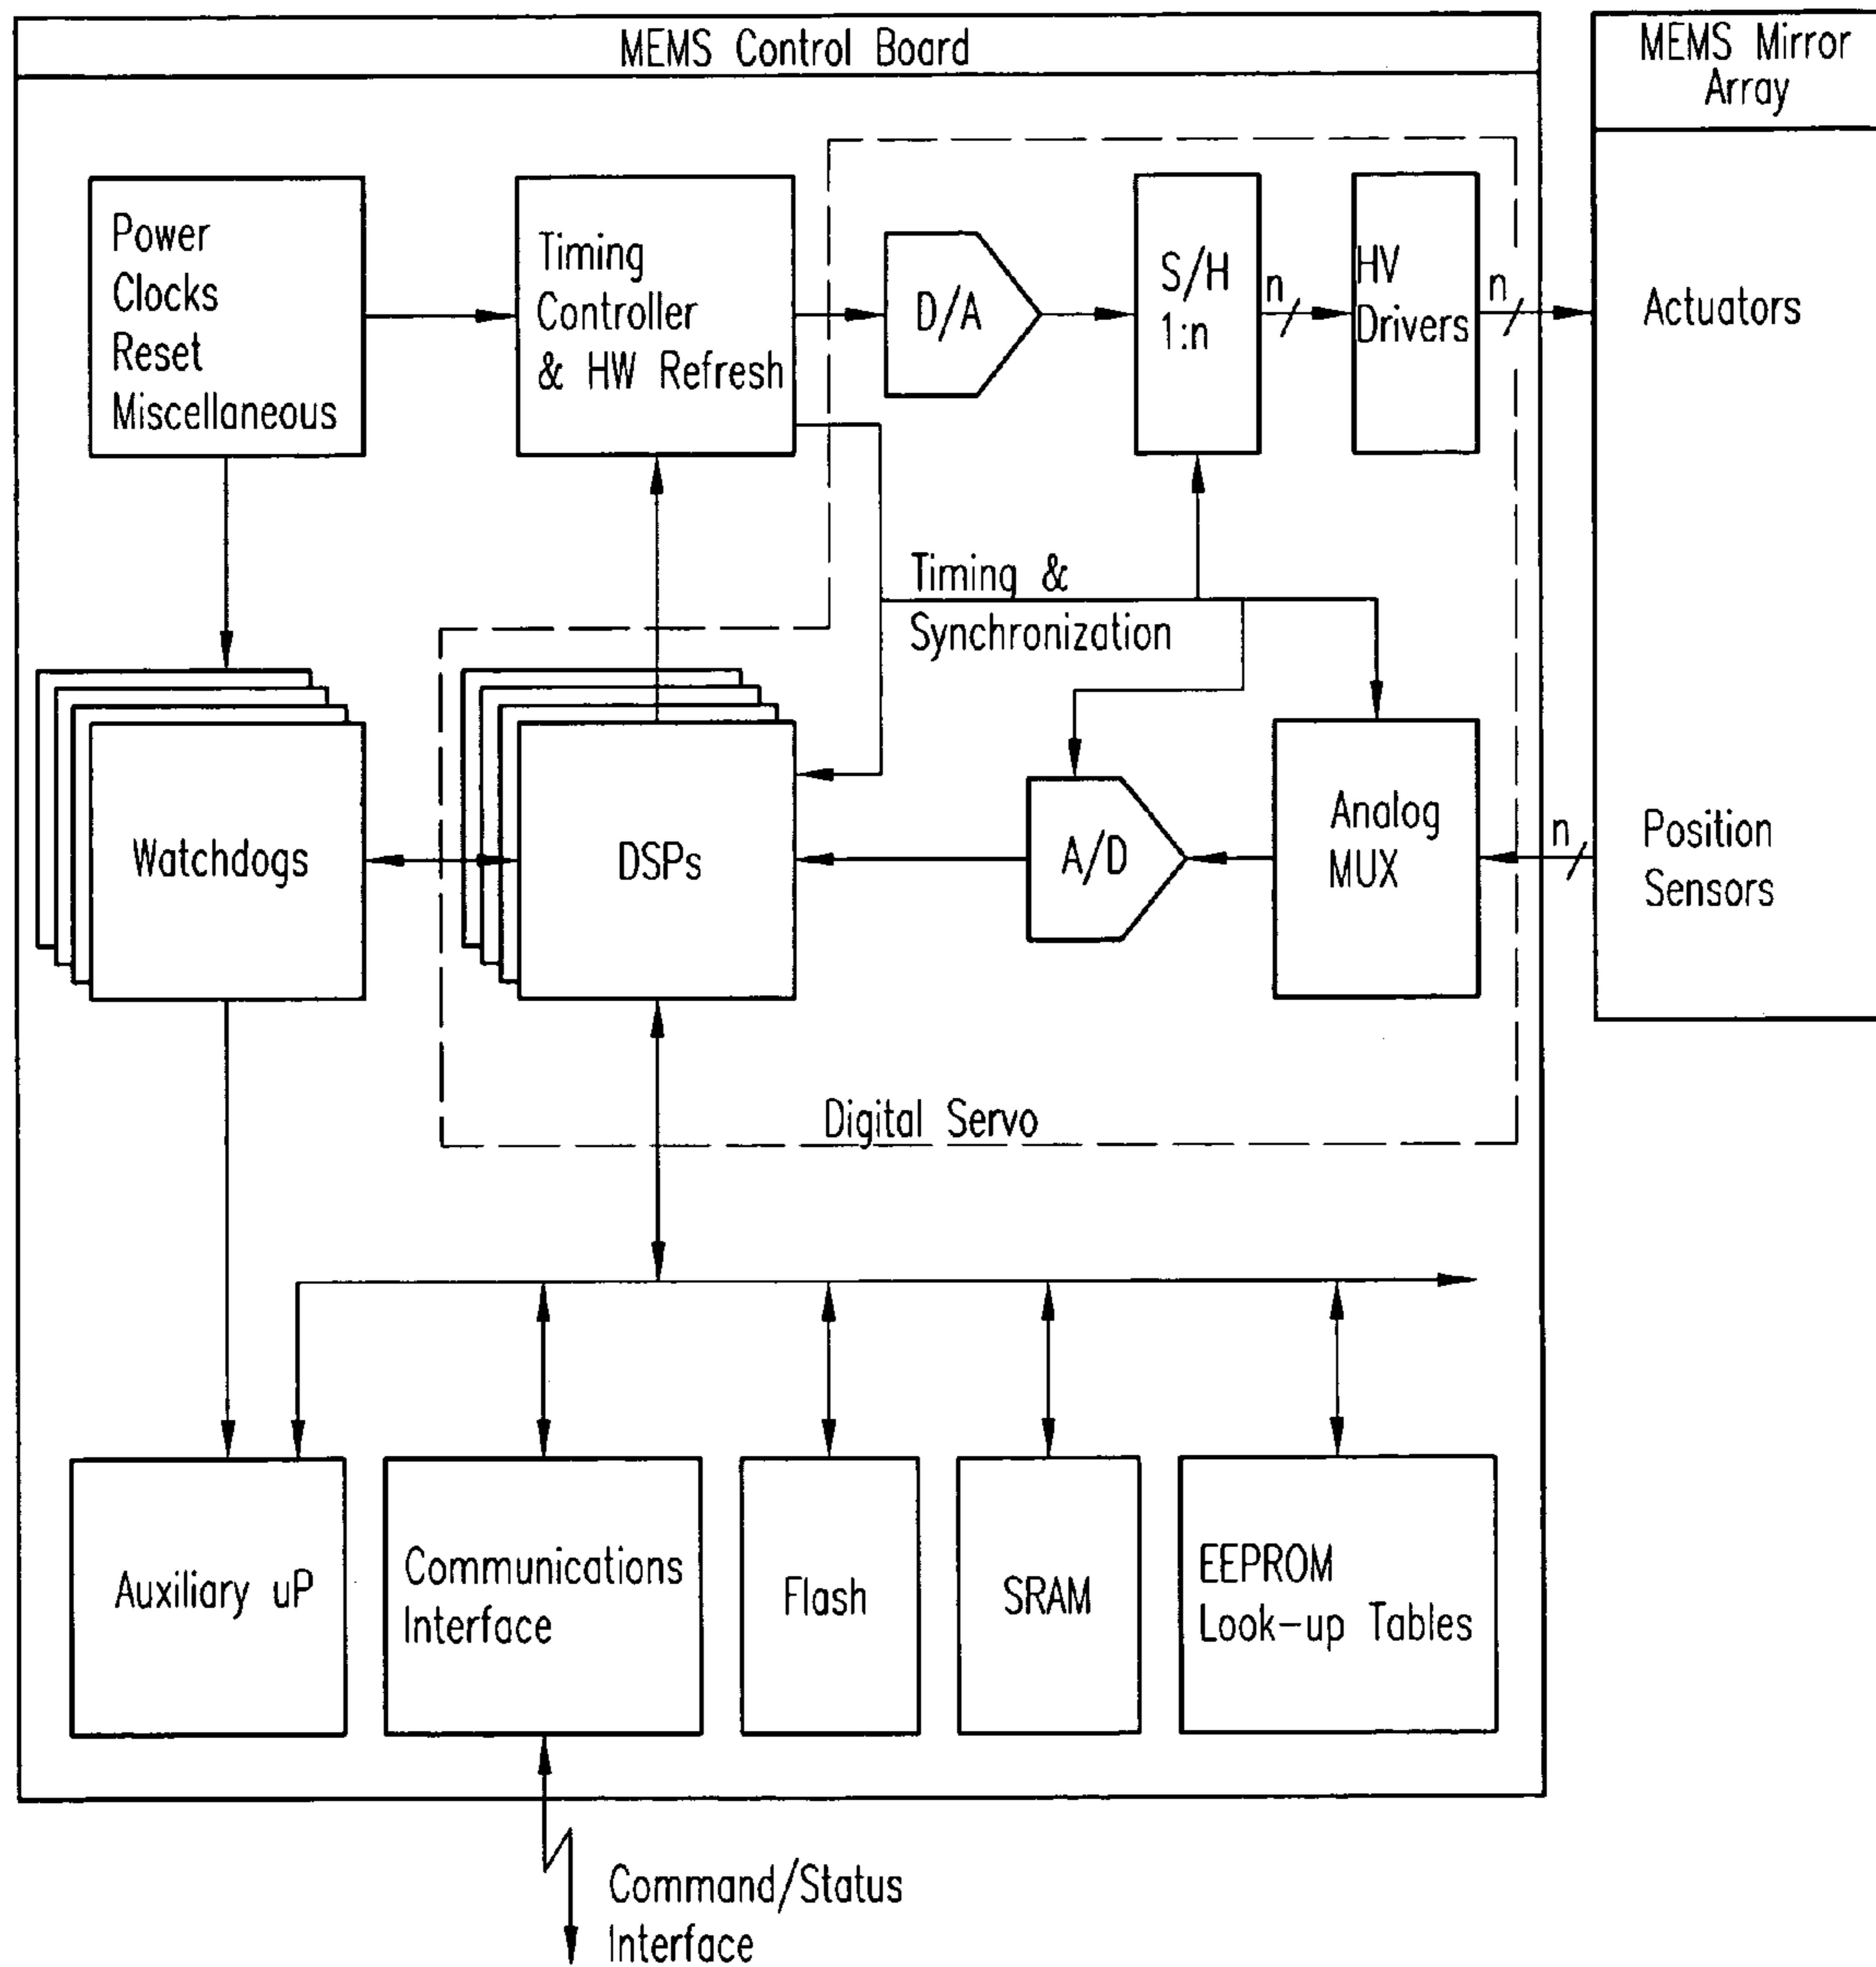 MEMS Control Board
MEMS Mirror
Array
Power
Clocks
Reset
Miscellaneous
Timing
Controller
& HW Refresh
D/A
S/H
1:n
n
HV
Drivers
n
Actuators
Timing &
Synchronization
Watchdogs
DSPs
A/D
Analog
MUX
n
Position
Sensors
Digital Servo
Auxiliary uP
Communications
Interface
Flash
SRAM
EEPROM
Look-up Tables
Command/Status
Interface